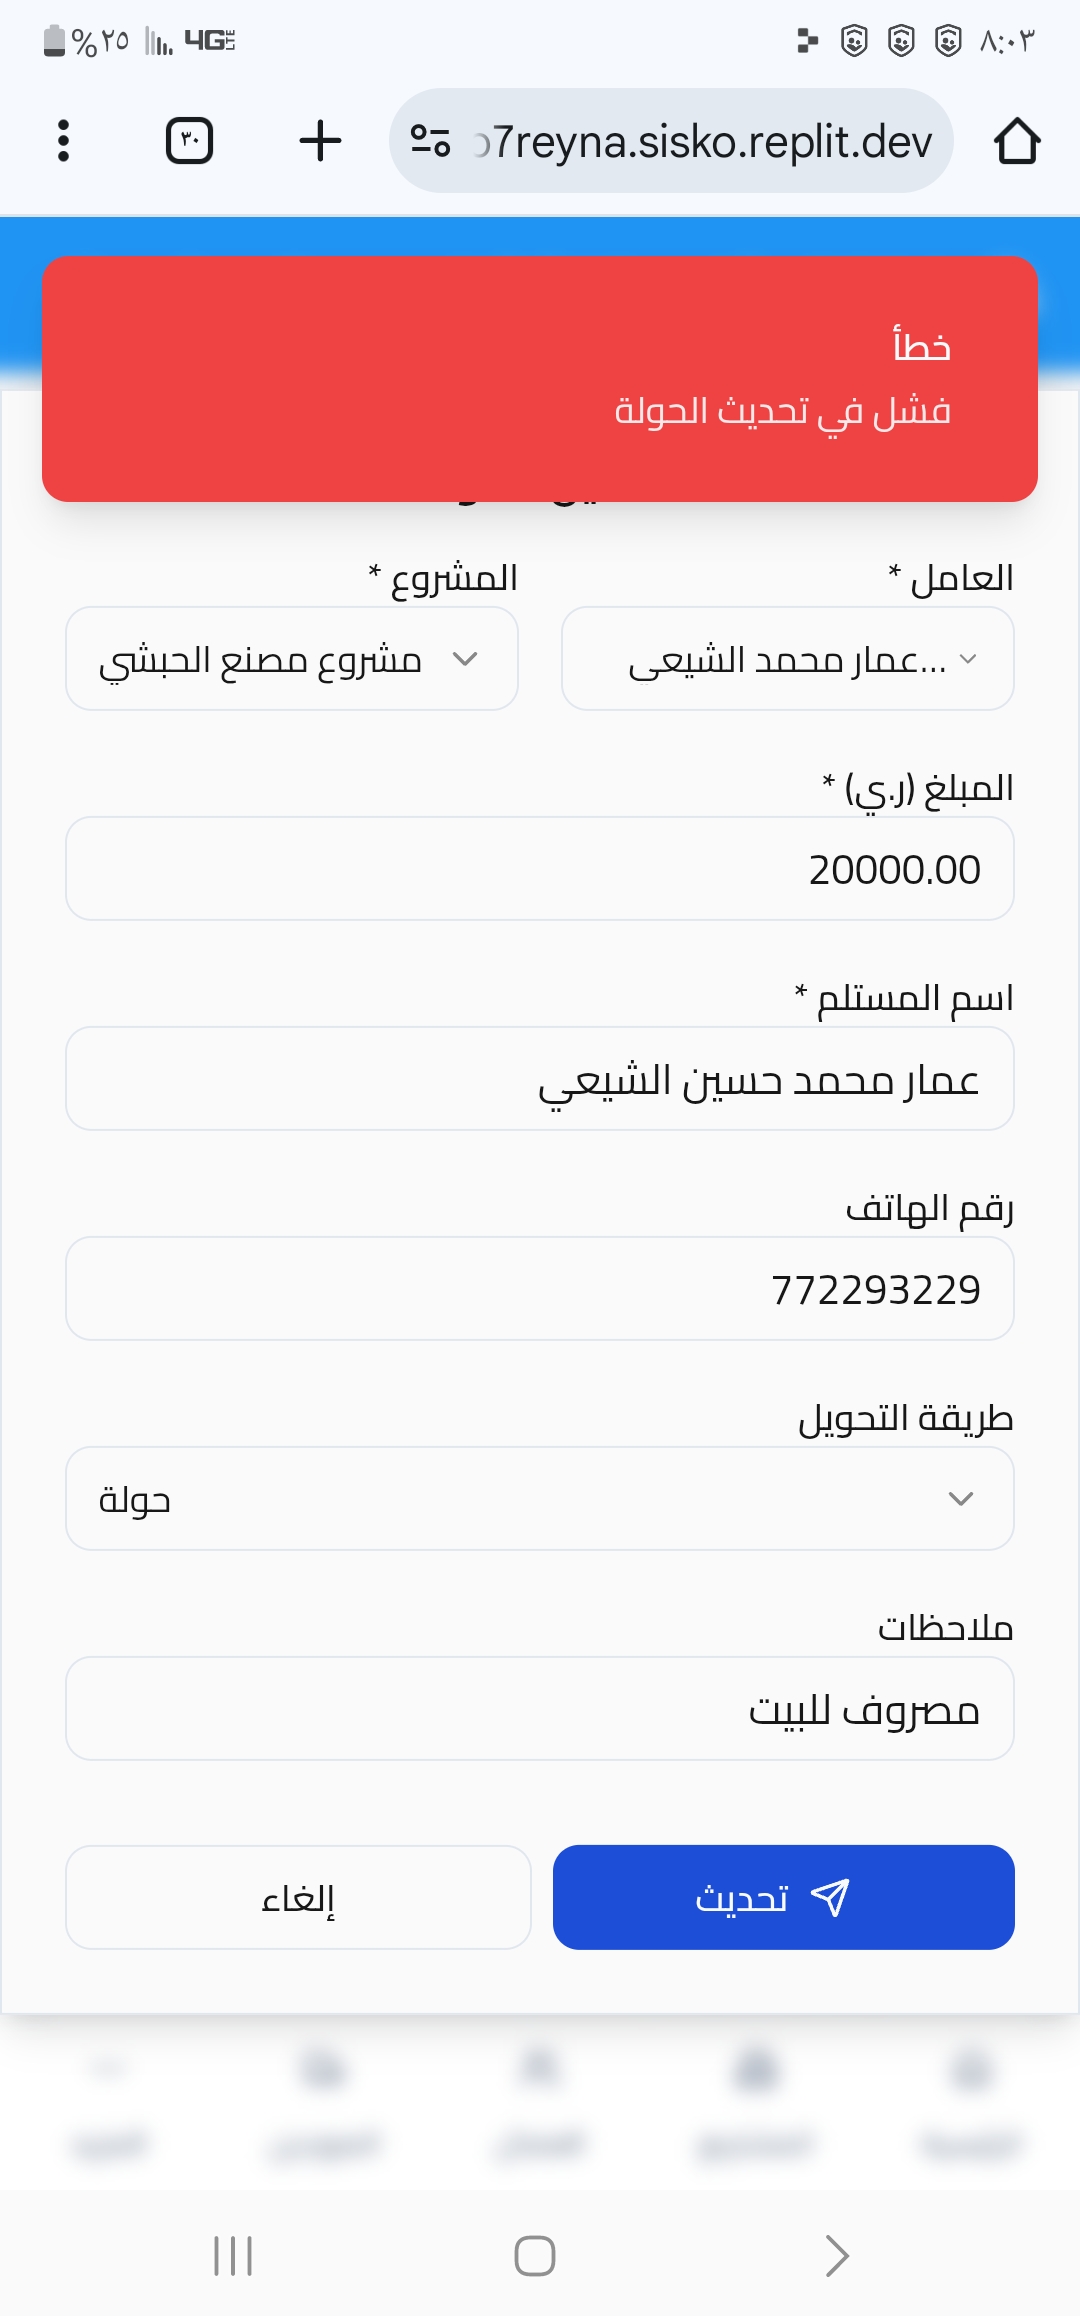 ٨:٠٣
4G LTE
٢٥%
7reyna.sisko.replit.dev
٣٠
خطأ
فشل في تحديث الحولة
العامل *
المشروع *
عمار محمد الشيعي...
مشروع مصنع الحبشي
المبلغ (ر.ي) *
20000.00
اسم المستلم *
عمار محمد حسين الشيعي
رقم الهاتف
772293229
طريقة التحويل
حولة
ملاحظات
مصروف للبيت
تحديث
إلغاء